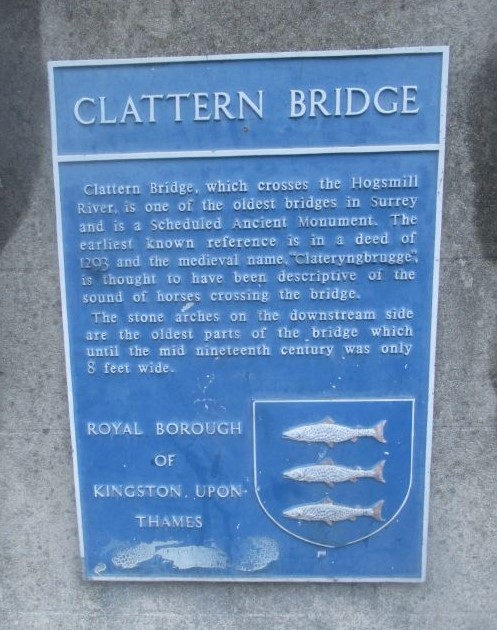 CLATTERN BRIDGE
Clattern Bridge, which crosses the Hogsmill
River, is one of the oldest bridges in Surrey
and is a Scheduled Ancient Monument. The
earliest known reference is in a deed of
1293 and the medieval name, "Clateryngbrugge",
is thought to have been descriptive of the
sound of horses crossing the bridge.
The stone arches on the downstream side
are the oldest parts of the bridge which
until the mid nineteenth century was only
8 feet wide.
ROYAL BOROUGH
OF
KINGSTON UPON
THAMES